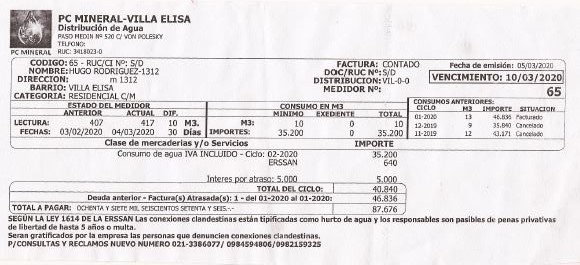 PC MINERAL-VILLA ELISA
Distribución de Agua
PASO MEDIN Nº 520 C/ VON POLESKY
TELFONO:
RUC: 3418023-0
PC MINERAL
CODIGO: 65 - RUC/CI Nº: S/D
NOMBRE: HUGO RODRIGUEZ-1312
DIRECCION: m 1312
BARRIO: VILLA ELISA
CATEGORIA: RESIDENCIAL C/M
FACTURA: CONTADO
DOC/RUC Nº: S/D
DISTRIBUCION: VIL-0-0
MEDIDOR Nº:
Fecha de emisión: 05/03/2020
VENCIMIENTO: 10/03/2020
65
ESTADO DEL MEDIDOR
ANTERIOR ACTUAL DIF.
LECTURA: 407 417 10 M3.
FECHAS: 03/02/2020 04/03/2020 30 Días
CONSUMO EN M3
MINIMO EXEDENTE TOTAL
M3: 10 0 10
IMPORTES: 35.200 35.200
CONSUMOS ANTERIORES:
CICLO M3 IMPORTE SITUACION
01-2020 13 46.836 Facturado
12-2019 9 39.840 Cancelado
11-2019 12 43.171 Cancelado
Clase de mercaderías y/o Servicios IMPORTE
Consumo de agua IVA INCLUIDO - Ciclo: 02-2020 35.200
ERSSAN 640
Interes por atraso: 5.000 5.000
TOTAL DEL CICLO: 40.840
Deuda anterior - Factura(s) Atrasada(s): 1 - del 01-2020 al 01-2020: 46.836
TOTAL A PAGAR: OCHENTA Y SIETE MIL SEISCIENTOS SETENTA Y SEIS.-.- 87.676
SEGÚN LA LEY 1614 DE LA ERSSAN Las conexiones clandestinas están tipificadas como hurto de agua y los responsables son pasibles de penas privativas
de libertad de hasta 5 años o multa.
Seran gratificados por la empresa las personas que denuncien conexiones clandestinas.
P/CONSULTAS Y RECLAMOS NUEVO NUMERO 021-3386077/ 0984594806/0982159325